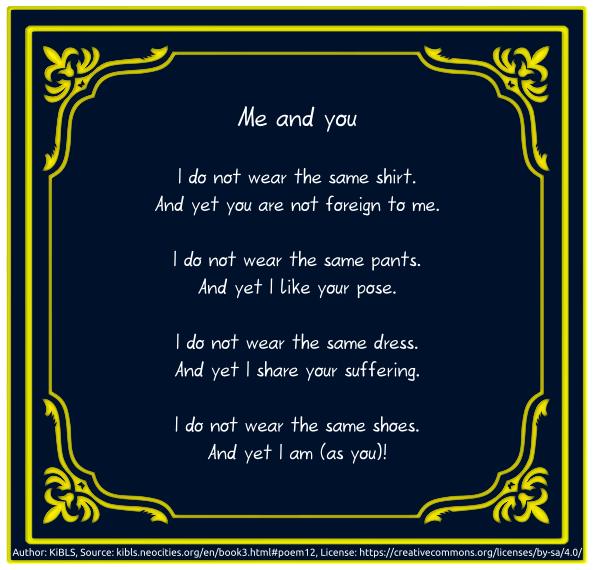 Me and you
I do not wear the same shirt.
And yet you are not foreign to me.
I do not wear the same pants.
And yet I like your pose.
I do not wear the same dress.
And yet I share your suffering.
I do not wear the same shoes.
And yet I am (as you)!
Author: KiBLS, Source: kibls.neocities.org/en/book3.html#poem12, License: https://creativecommons.org/licenses/by-sa/4.0/